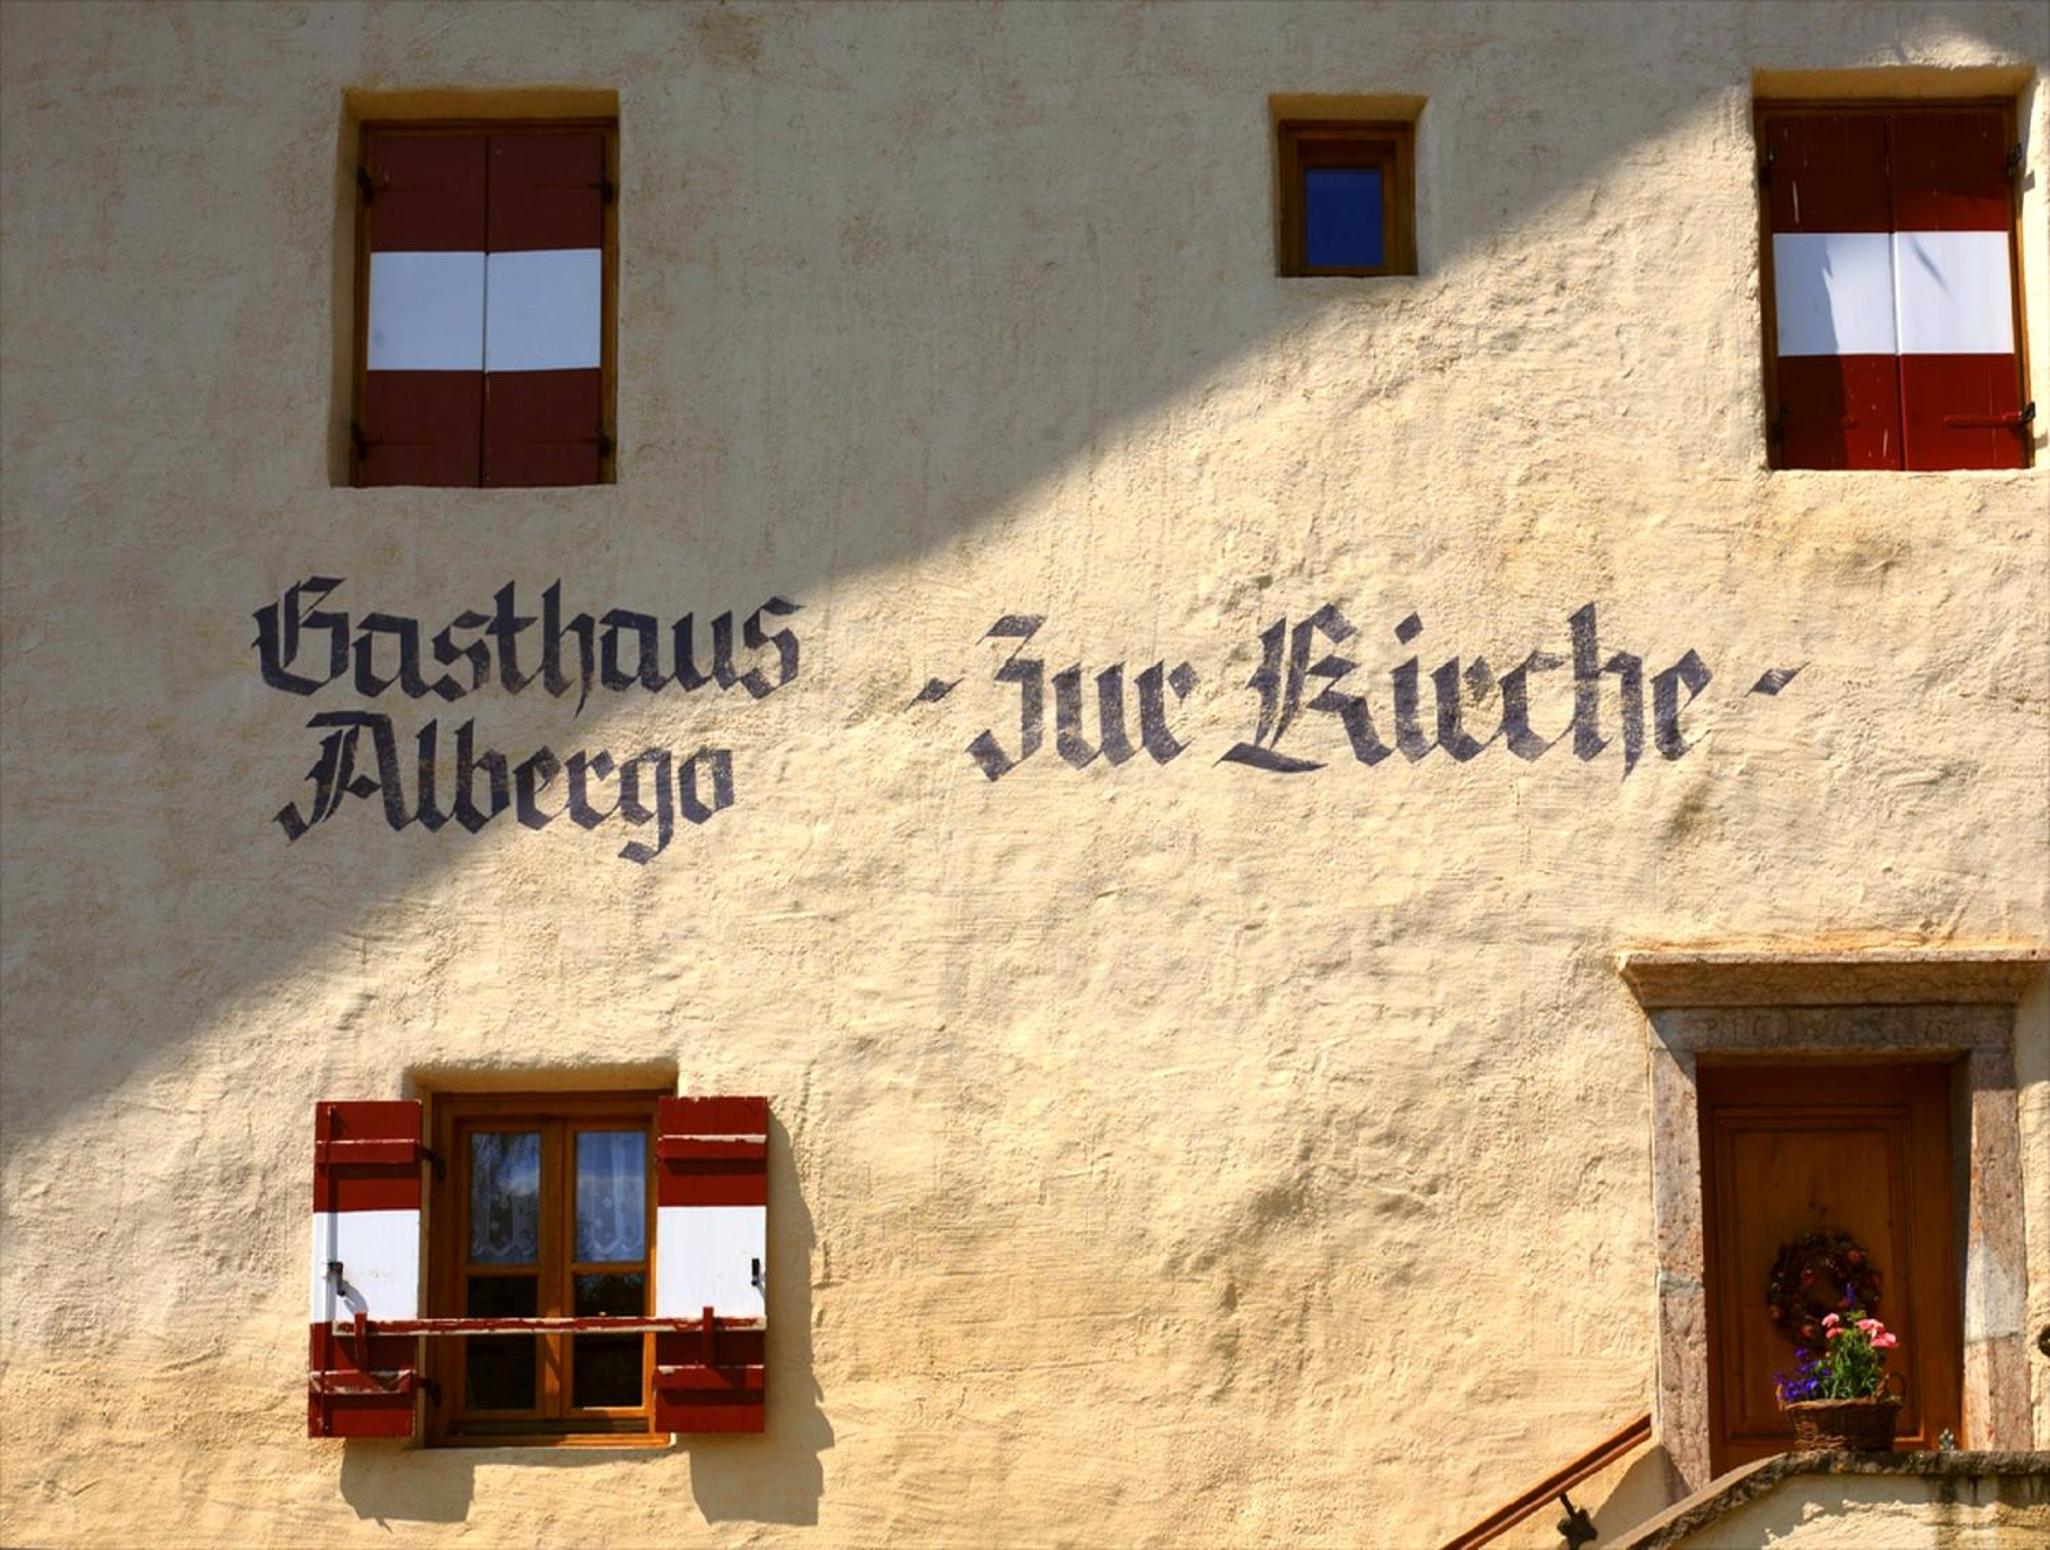 Gasthaus
Albergo
- Zur Kirche -